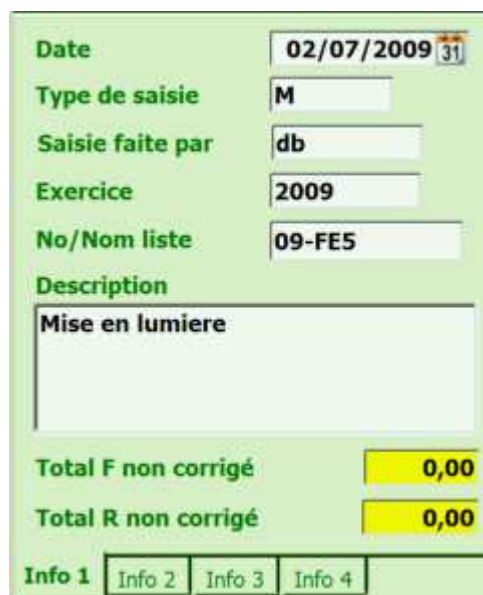 Date 02/07/2009 31
Type de saisie M
Saisie faite par db
Exercice 2009
No/Nom liste 09-FE5
Description
Mise en lumiere
Total F non corrigé 0,00
Total R non corrigé 0,00
Info 1 Info 2 Info 3 Info 4